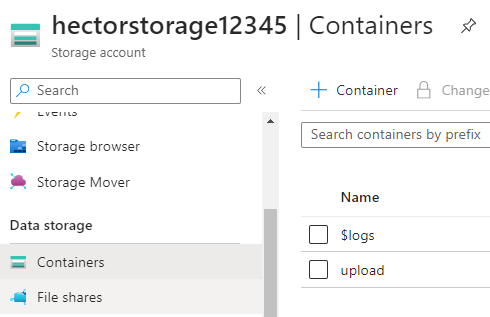 hectorstorage12345 | Containers
Storage account
Search
Events
Storage browser
Storage Mover
Data storage
Containers
File shares
+ Container
Change
Search containers by prefix
Name
$logs
upload